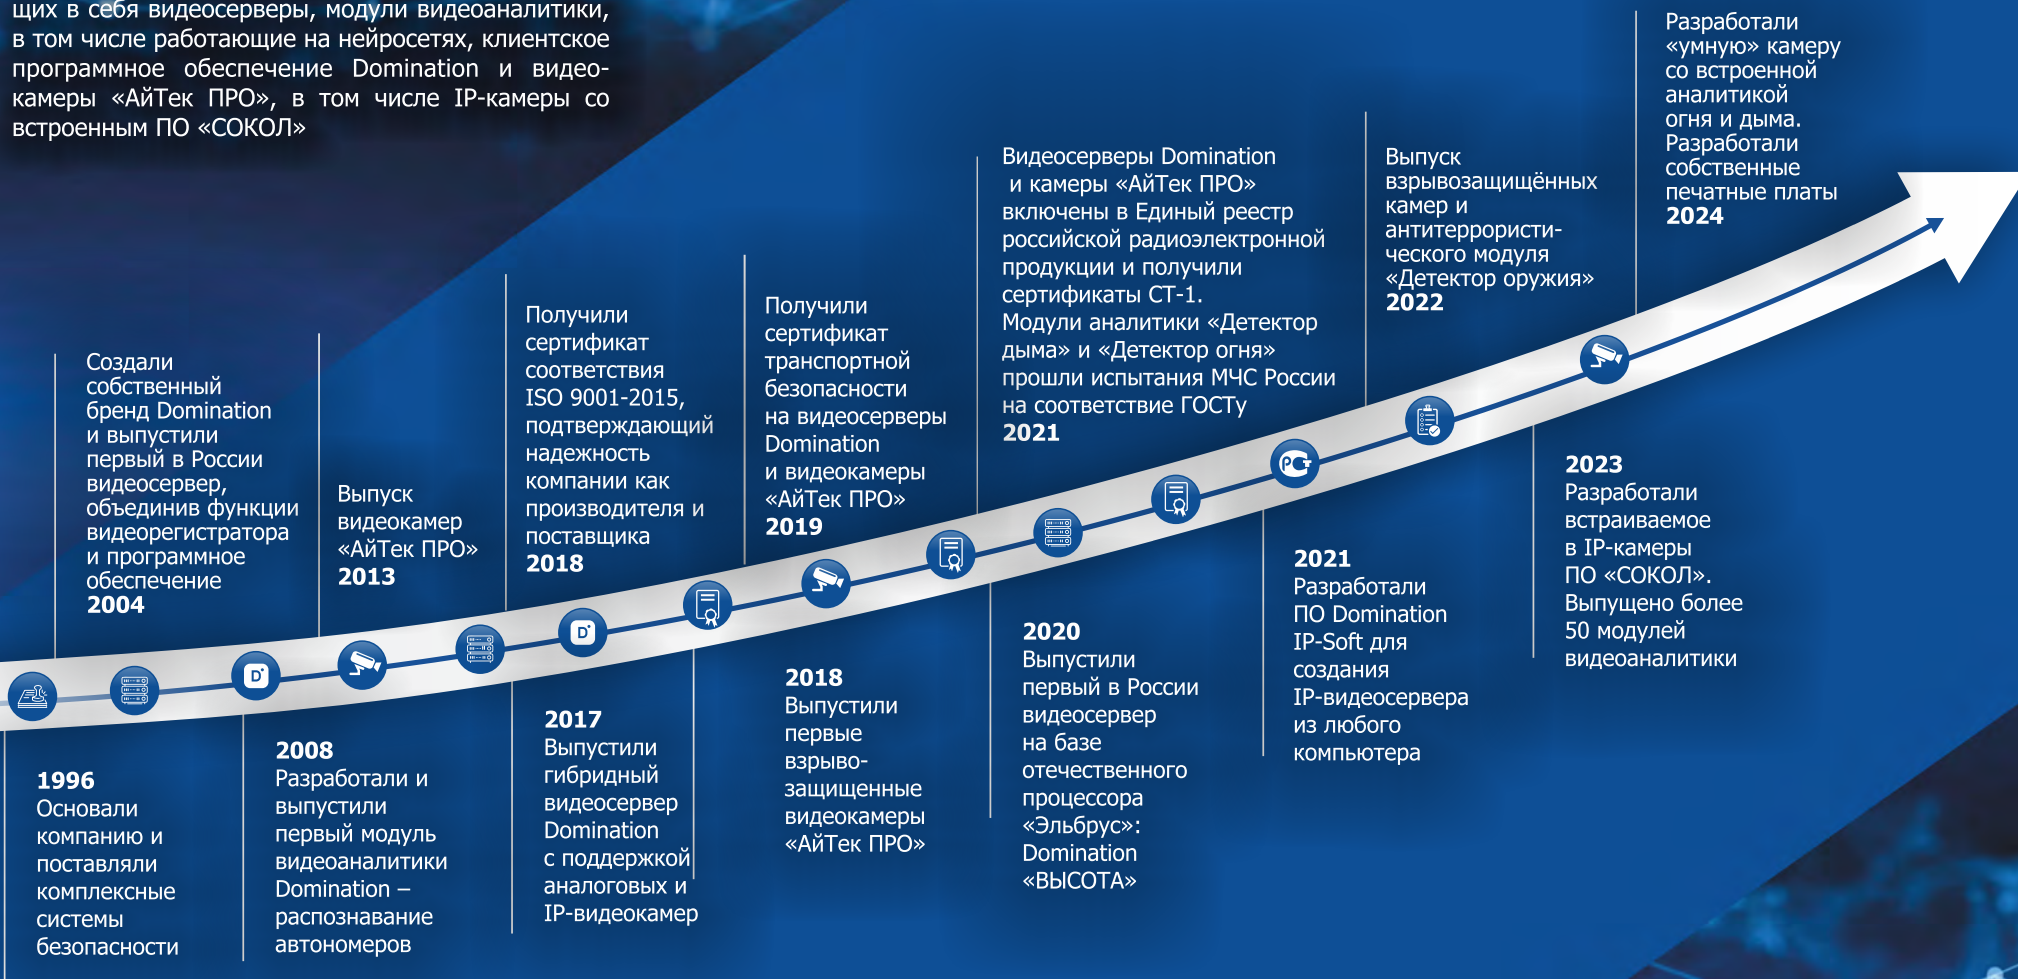 щих в себя видеосерверы, модули видеоаналитики,
в том числе работающие на нейросетях, клиентское
программное обеспечение Domination и видео-
камеры «АйТек ПРО», в том числе IP-камеры со
встроенным ПО «СОКОЛ»
1996
Основали
компанию и
поставляли
комплексные
системы
безопасности
Создали
собственный
бренд Domination
и выпустили
первый в России
видеосервер,
объединив функции
видеорегистратора
и программное
обеспечение
2004
2008
Разработали и
выпустили
первый модуль
видеоаналитики
Domination –
распознавание
автономеров
Выпуск
видеокамер
«АйТек ПРО»
2013
2017
Выпустили
гибридный
видеосервер
Domination
с поддержкой
аналоговых и
IP-видеокамер
Получили
сертификат
соответствия
ISO 9001-2015,
подтверждающий
надежность
компании как
производителя и
поставщика
2018
2018
Выпустили
первые
взрыво-
защищенные
видеокамеры
«АйТек ПРО»
Получили
сертификат
транспортной
безопасности
на видеосерверы
Domination
и видеокамеры
«АйТек ПРО»
2019
2020
Выпустили
первый в России
видеосервер
на базе
отечественного
процессора
«Эльбрус»:
Domination
«ВЫСОТА»
Видеосерверы Domination
и камеры «АйТек ПРО»
включены в Единый реестр
российской радиоэлектронной
продукции и получили
сертификаты СТ-1.
Модули аналитики «Детектор
дыма» и «Детектор огня»
прошли испытания МЧС России
на соответствие ГОСТу
2021
2021
Разработали
ПО Domination
IP-Soft для
создания
IP-видеосервера
из любого
компьютера
Выпуск
взрывозащищённых
камер и
антитеррористи-
ческого модуля
«Детектор оружия»
2022
2023
Разработали
встраиваемое
в IP-камеры
ПО «СОКОЛ».
Выпущено более
50 модулей
видеоаналитики
Разработали
«умную» камеру
со встроенной
аналитикой
огня и дыма.
Разработали
собственные
печатные платы
2024
D
D
РСТ